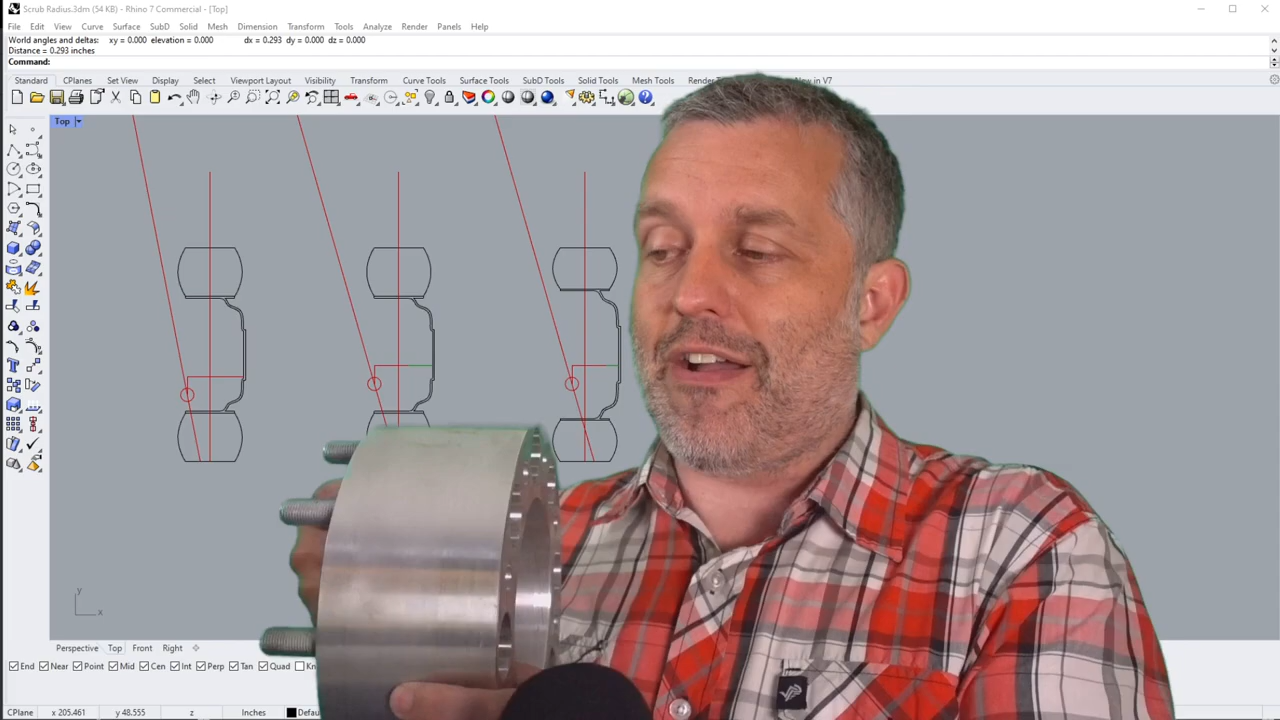 Scrub Radius.3dm (54 KB) - Rhino 7 Commercial - [Top]
File Edit View Curve Surface SubD Solid Mesh Dimension Transform Tools Analyze Render Panels Help
World angles and deltas: xy = 0.000 elevation = 0.000 dx = 0.293 dy = 0.000 dz = 0.000
Distance = 0.293 inches
Command:
Standard CPlanes Set View Display Select Viewport Layout Visibility Transform Curve Tools Surface Tools SubD Tools Solid Tools Mesh Tools in V7
Top
y
x
Perspective Top Front Right
End Near Point Mid Cen Int Perp Tan Quad
CPlane x 205.461 y 48.555 z Inches